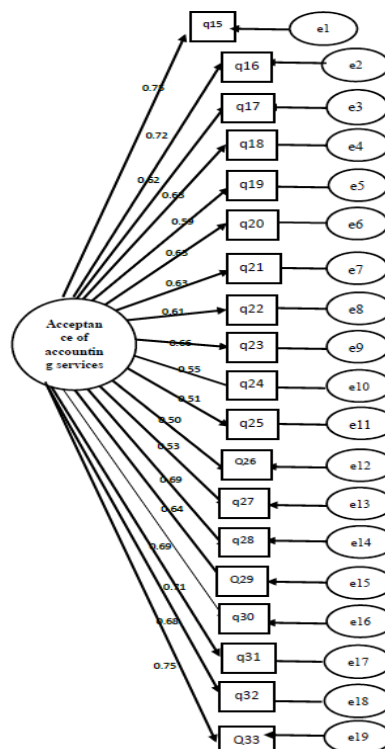 q15 e1
q16 e2
q17 e3
q18 e4
q19 e5
q20 e6
q21 e7
q22 e8
q23 e9
q24 e10
q25 e11
Q26 e12
q27 e13
q28 e14
Q29 e15
q30 e16
q31 e17
q32 e18
Q33 e19
0.72
0.62
0.59
0.63
0.61
0.66
0.55
0.51
0.50
0.53
0.69
0.64
0.69
0.71
0.68
0.75
Acceptan
ce of
accountin
g services